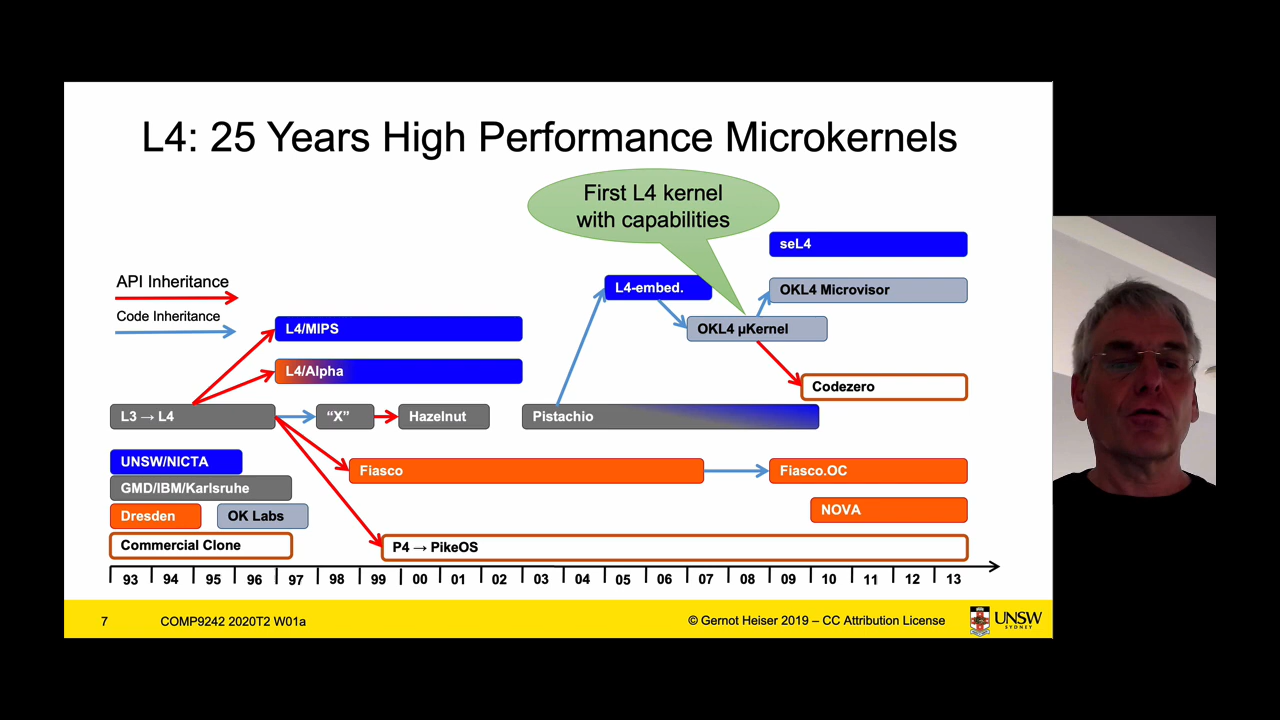 L4: 25 Years High Performance Microkernels
First L4 kernel
with capabilities
seL4
API Inheritance
L4-embed.
OKL4 Microvisor
Code Inheritance
L4/MIPS
OKL4 µKernel
L4/Alpha
Codezero
L3 → L4
“X”
Hazelnut
Pistachio
UNSW/NICTA
Fiasco
Fiasco.OC
GMD/IBM/Karlsruhe
Dresden
OK Labs
NOVA
Commercial Clone
P4 → PikeOS
93 94 95 96 97 98 99 00 01 02 03 04 05 06 07 08 09 10 11 12 13
7 COMP9242 2020T2 W01a © Gernot Heiser 2019 – CC Attribution License
UNSW
SYDNEY